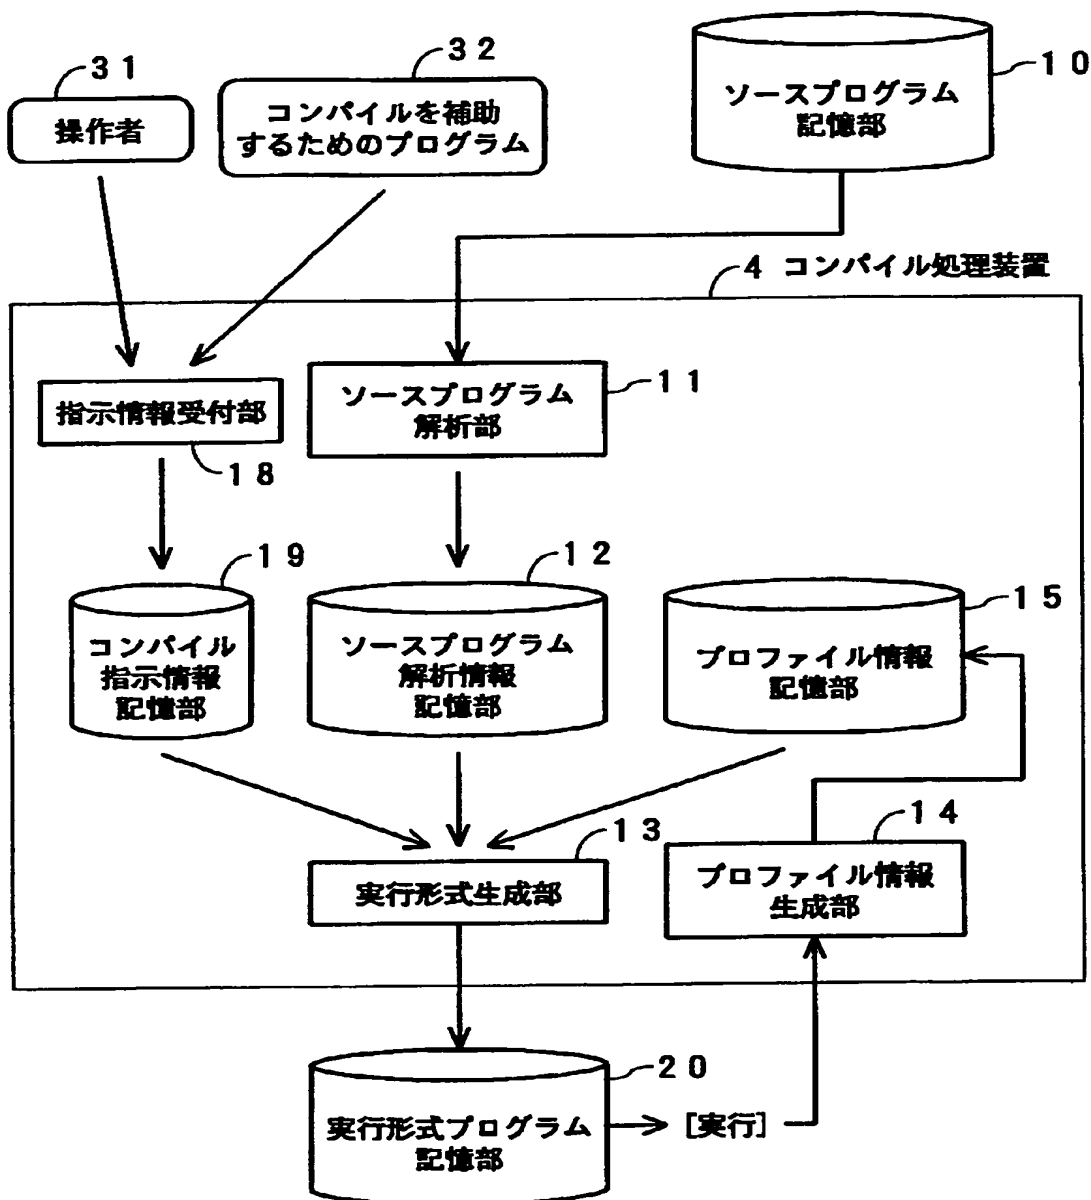 31
操作者
32
コンパイルを補助
するためのプログラム
10
ソースプログラム
記憶部
4 コンパイル処理装置
指示情報受付部
18
ソースプログラム
解析部
11
19
コンパイル
指示情報
記憶部
12
ソースプログラム
解析情報
記憶部
15
プロファイル情報
記憶部
13
実行形式生成部
14
プロファイル情報
生成部
20
実行形式プログラム
記憶部
[実行]